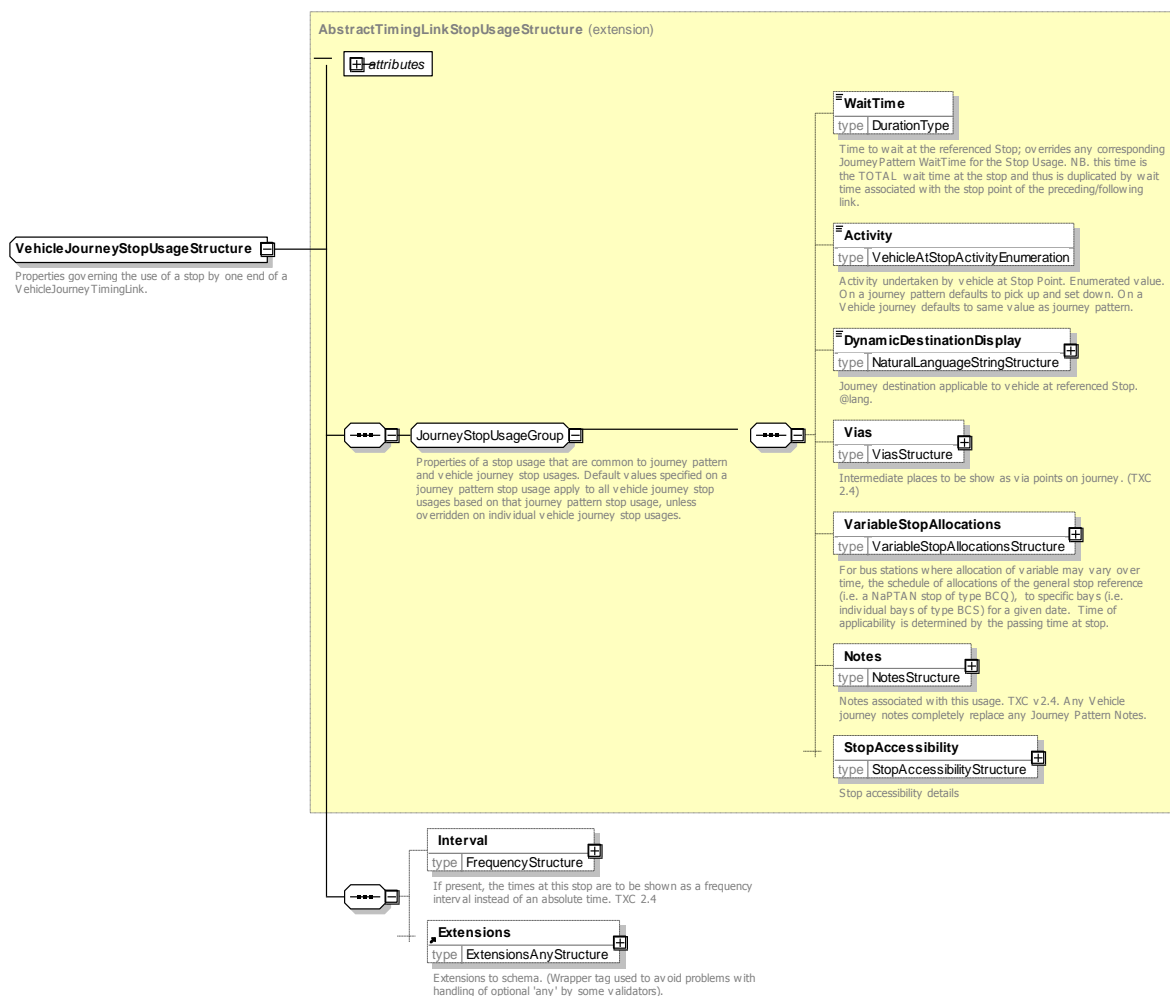 AbstractTimingLinkStopUsageStructure (extension)
attributes
WaitTime
type DurationType
Time to wait at the referenced Stop; overrides any corresponding
JourneyPattern WaitTime for the Stop Usage. NB. this time is
the TOTAL wait time at the stop and thus is duplicated by wait
time associated with the stop point of the preceding/following
link.
VehicleJourneyStopUsageStructure
Properties governing the use of a stop by one end of a
VehicleJourneyTimingLink.
Activity
type VehicleAtStopActivityEnumeration
Activity undertaken by vehicle at Stop Point. Enumerated value.
On a journey pattern defaults to pick up and set down. On a
Vehicle journey defaults to same value as journey pattern.
DynamicDestinationDisplay
type NaturalLanguageStringStructure
Journey destination applicable to vehicle at referenced Stop.
@lang.
JourneyStopUsageGroup
Properties of a stop usage that are common to journey pattern
and vehicle journey stop usages. Default values specified on a
journey pattern stop usage apply to all vehicle journey stop
usages based on that journey pattern stop usage, unless
overridden on individual vehicle journey stop usages.
Vias
type ViasStructure
Intermediate places to be show as via points on journey. (TXC
2.4)
VariableStopAllocations
type VariableStopAllocationsStructure
For bus stations where allocation of variable may vary over
time, the schedule of allocations of the general stop reference
(i.e. a NaPTAN stop of type BCQ), to specific bays (i.e.
individual bays of type BCS) for a given date. Time of
applicability is determined by the passing time at stop.
Notes
type NotesStructure
Notes associated with this usage. TXC v2.4. Any Vehicle
journey notes completely replace any Journey Pattern Notes.
StopAccessibility
type StopAccessibilityStructure
Stop accessibility details
Interval
type FrequencyStructure
If present, the times at this stop are to be shown as a frequency
interval instead of an absolute time. TXC 2.4
Extensions
type ExtensionsAnyStructure
Extensions to schema. (Wrapper tag used to avoid problems with
handling of optional 'any' by some validators).